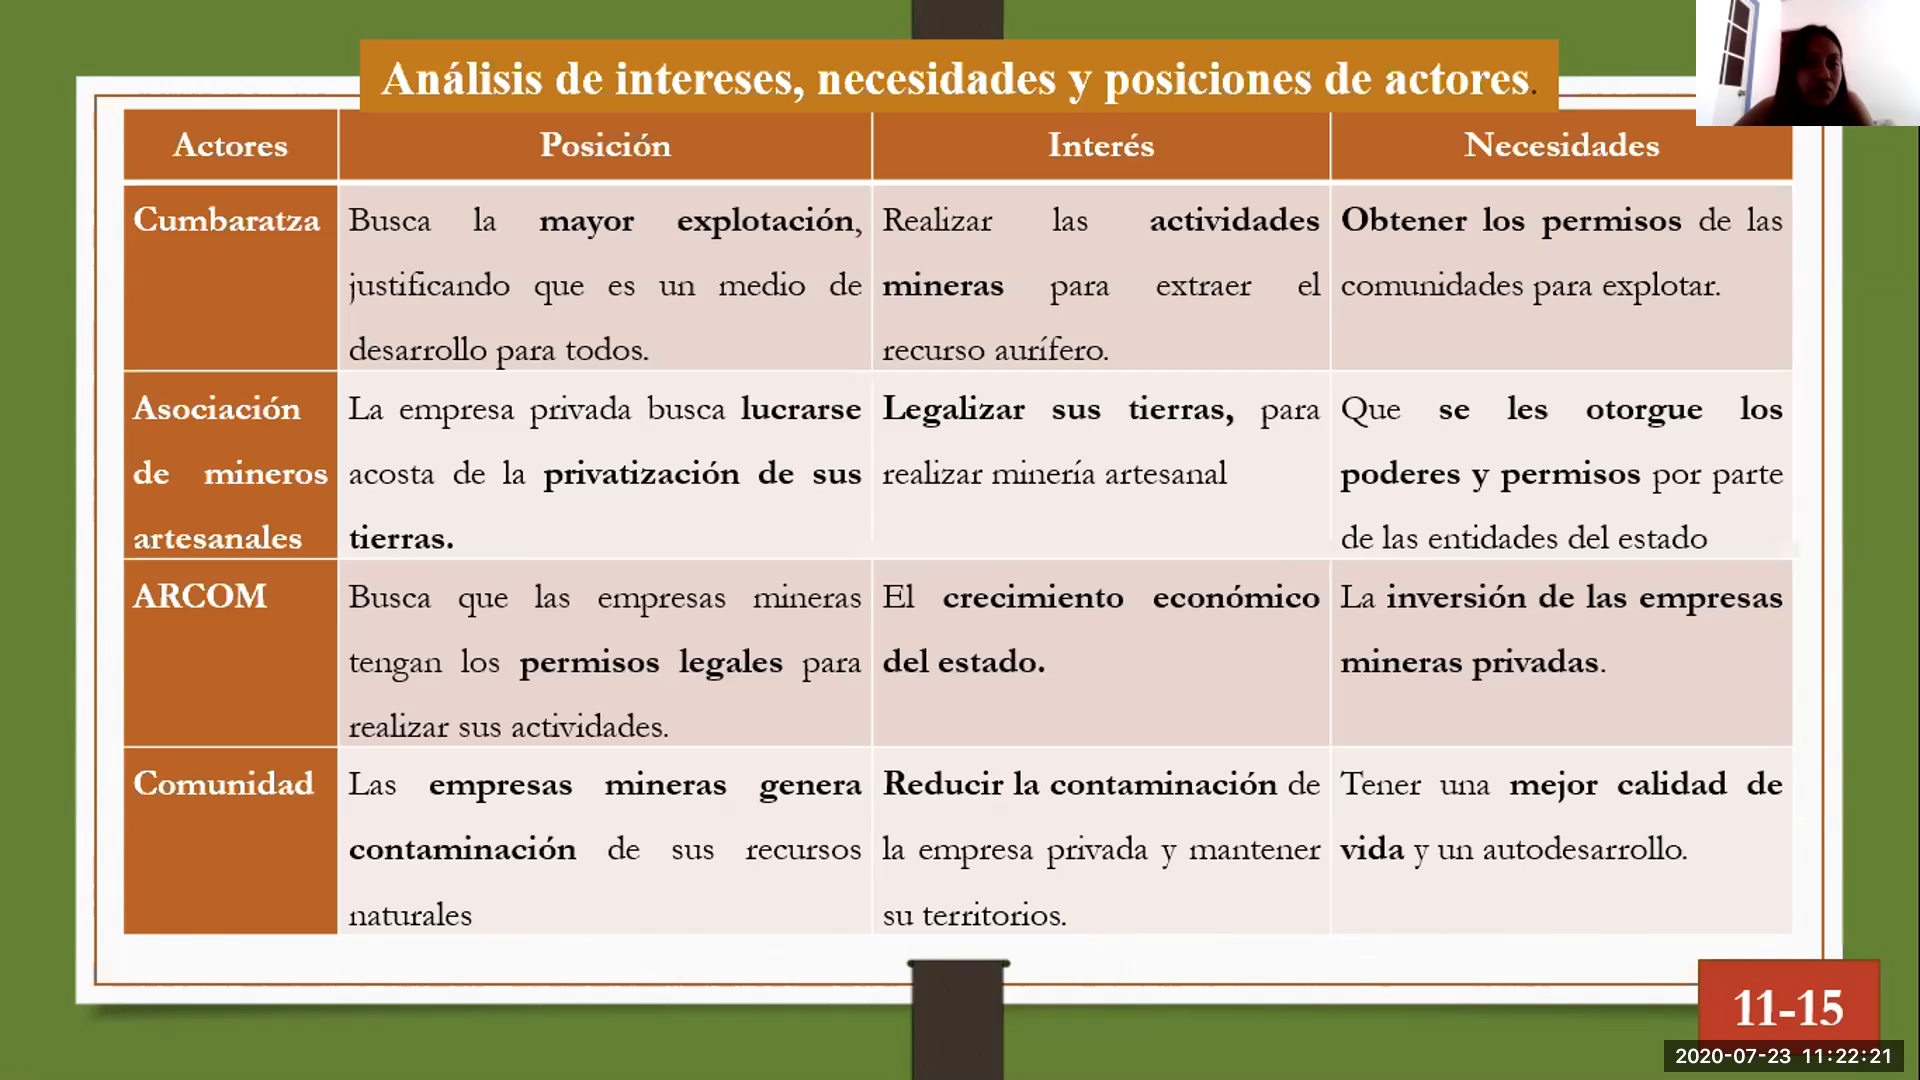 Análisis de intereses, necesidades y posiciones de actores.
Actores Posición Interés Necesidades
Cumbaratza
Busca la mayor explotación,
justificando que es un medio de
desarrollo para todos.
Realizar las actividades
mineras para extraer el
recurso aurífero.
Obtener los permisos de las
comunidades para explotar.
Asociación
de mineros
artesanales
La empresa privada busca lucrarse
acosta de la privatización de sus
tierras.
Legalizar sus tierras, para
realizar minería artesanal
Que se les otorgue los
poderes y permisos por parte
de las entidades del estado
ARCOM
Busca que las empresas mineras
tengan los permisos legales para
realizar sus actividades.
El crecimiento económico
del estado.
La inversión de las empresas
mineras privadas.
Comunidad
Las empresas mineras genera
contaminación de sus recursos
naturales
Reducir la contaminación de
la empresa privada y mantener
su territorios.
Tener una mejor calidad de
vida y un autodesarrollo.
11-15
2020-07-23 11:22:21